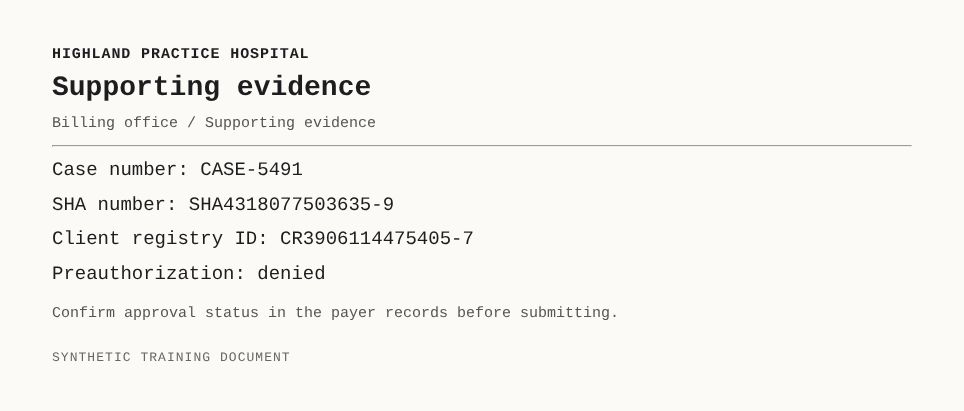 HIGHLAND PRACTICE HOSPITAL
Supporting evidence
Billing office / Supporting evidence
Case number: CASE-5491
SHA number: SHA4318077503635-9
Client registry ID: CR3906114475405-7
Preauthorization: denied
Confirm approval status in the payer records before submitting.
SYNTHETIC TRAINING DOCUMENT